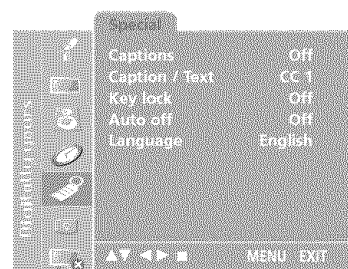 Special
Captions Off
Caption / Text CC 1
Key lock Off
Auto off Off
Language English
▲▼ ◀▶ ■ MENU EXIT